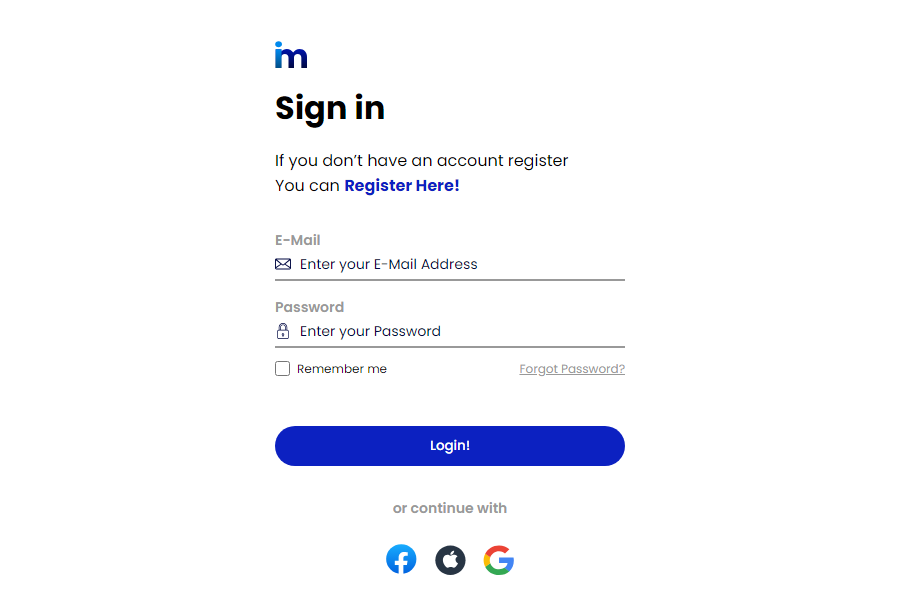 im
Sign in
If you don’t have an account register
You can Register Here!
E-Mail
Enter your E-Mail Address
Password
Enter your Password
Remember me Forgot Password?
Login!
or continue with